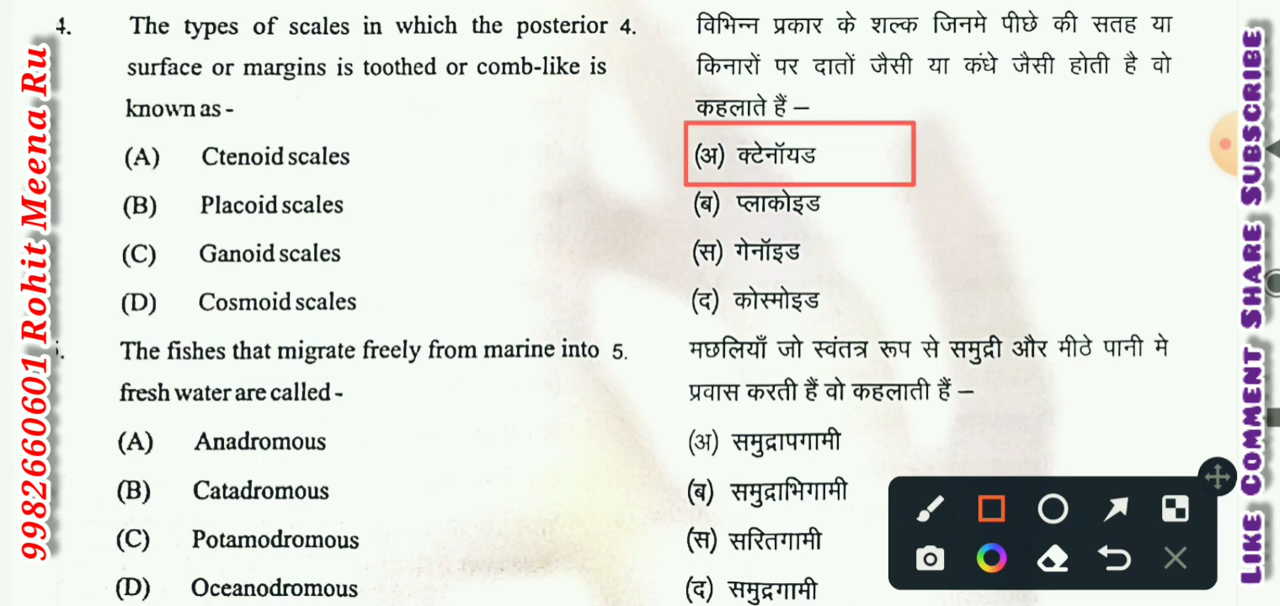 9982660601 Rohit Meena Ru
4.
The types of scales in which the posterior
surface or margins is toothed or comb-like is
known as -
(A) Ctenoid scales
(B) Placoid scales
(C) Ganoid scales
(D) Cosmoid scales
The fishes that migrate freely from marine into
fresh water are called -
(A) Anadromous
(B) Catadromous
(C) Potamodromous
(D) Oceanodromous
4. विभिन्न प्रकार के शल्क जिनमे पीछे की सतह या
किनारों पर दातों जैसी या कंधे जैसी होती है वो
कहलाते हैं –
(अ) क्टेनॉयड
(ब) प्लाकोइड
(स) गेनॉइड
(द) कोस्मोइड
5. मछलियाँ जो स्वंतत्र रूप से समुद्री और मीठे पानी मे
प्रवास करती हैं वो कहलाती हैं –
(अ) समुद्रापगामी
(ब) समुद्राभिगामी
(स) सरितगामी
(द) समुद्रगामी
LIKE COMMENT SHARE SUBSCRIBE